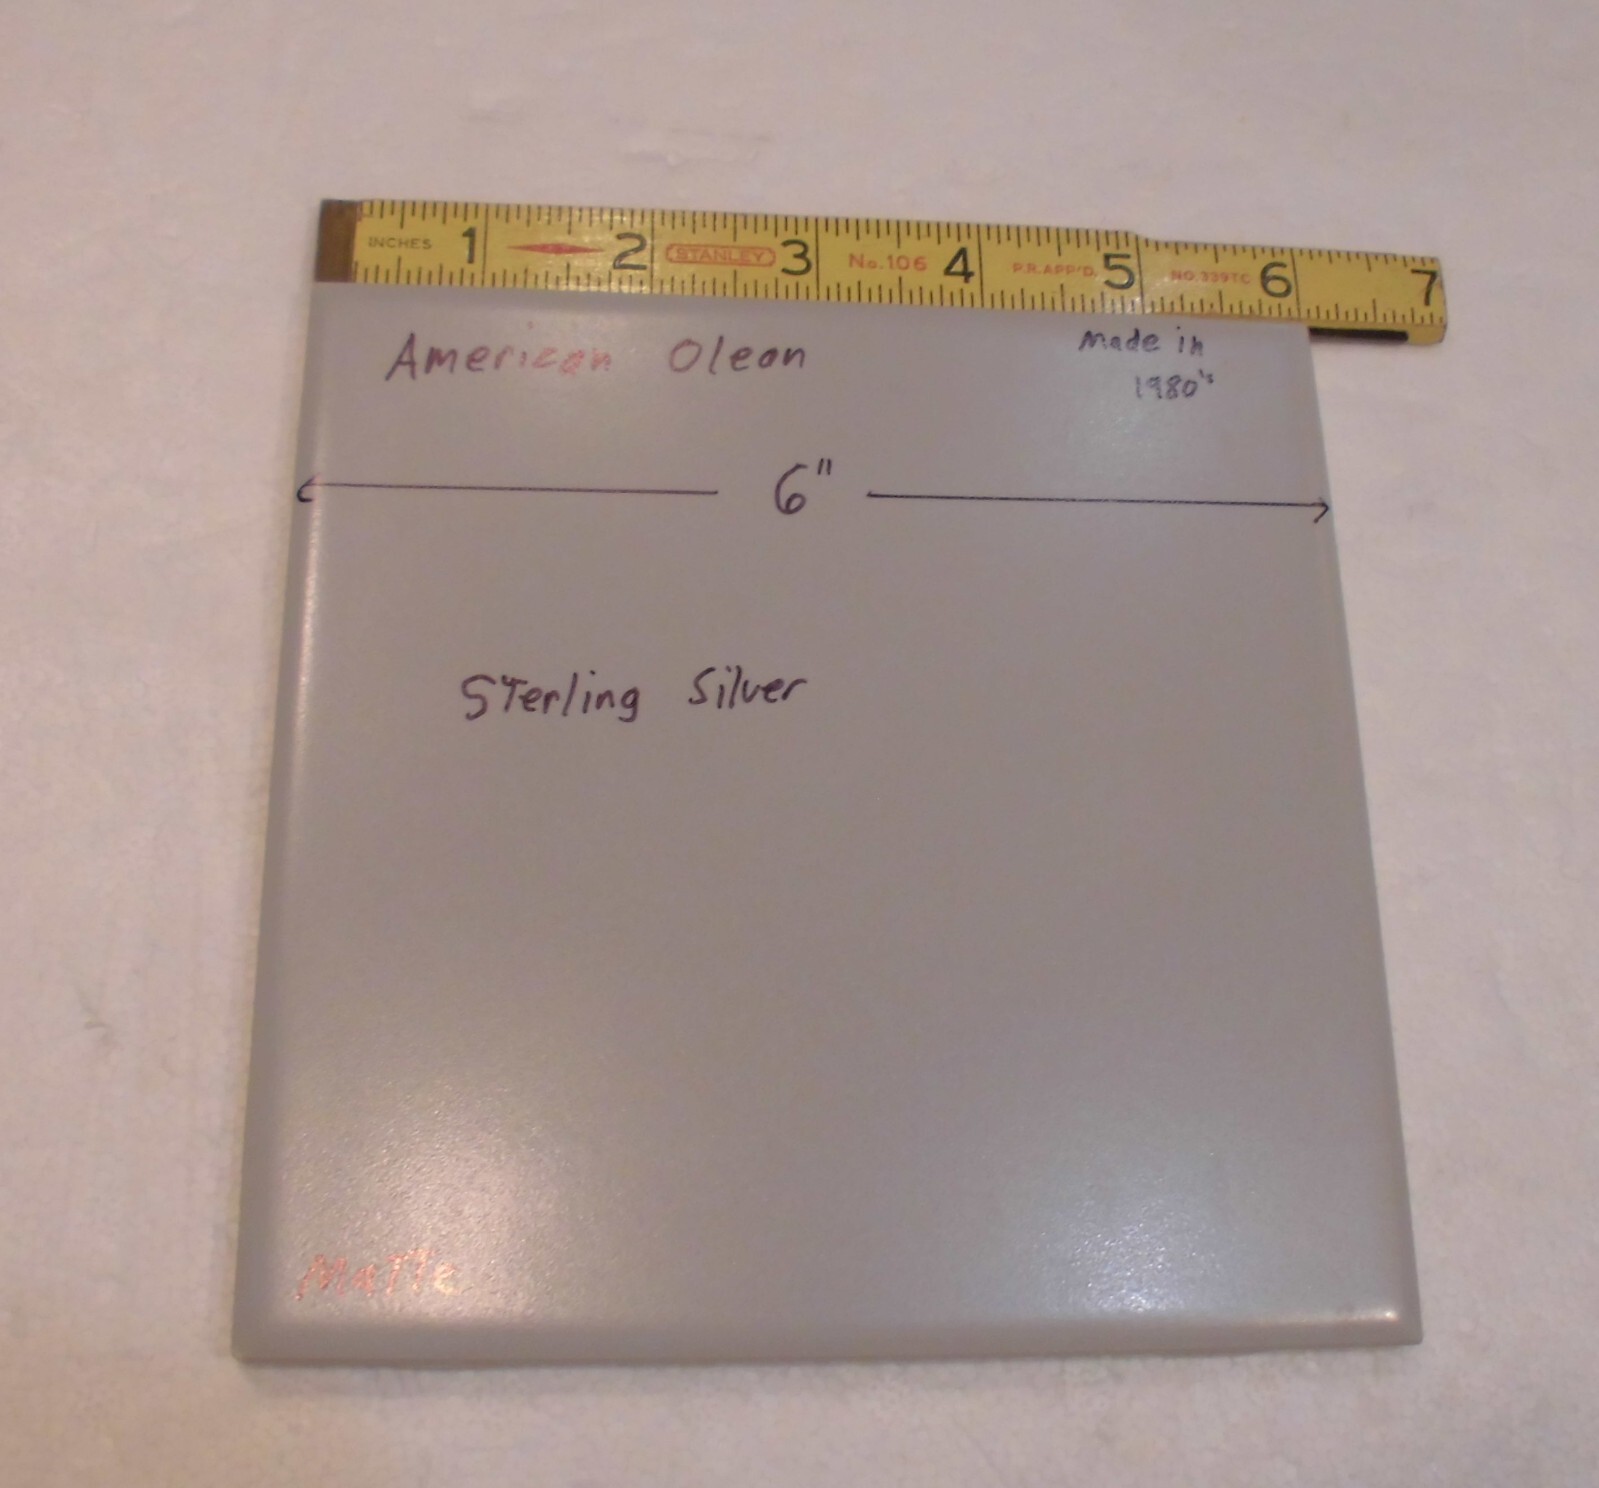 INCHES 1 2 STANLEY 3 No.106 4 P.R.APP'D. 5 NO.339TC 6 7
American Olean Made in
1980's
6"
Sterling Silver
Matte